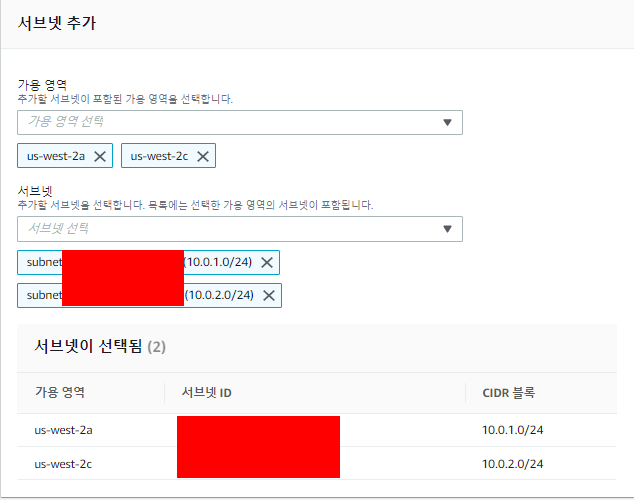 서브넷 추가
가용 영역
추가할 서브넷이 포함된 가용 영역을 선택합니다.
가용 영역 선택
us-west-2a us-west-2c
서브넷
추가할 서브넷을 선택합니다. 목록에는 선택한 가용 영역의 서브넷이 포함됩니다.
서브넷 선택
subnet (10.0.1.0/24)
subnet (10.0.2.0/24)
서브넷이 선택됨 (2)
가용 영역 서브넷 ID CIDR 블록
us-west-2a 10.0.1.0/24
us-west-2c 10.0.2.0/24